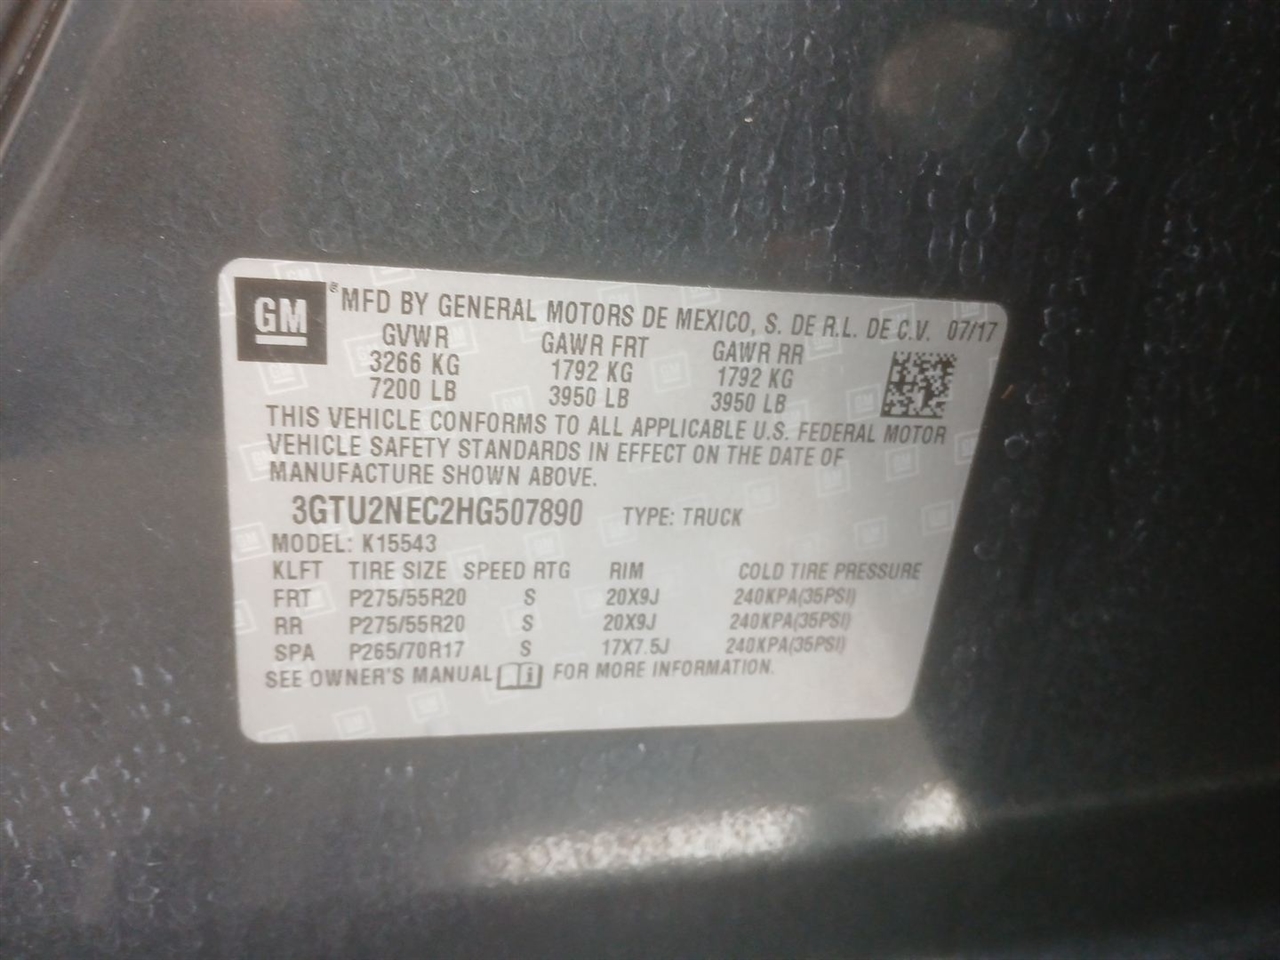 GM
® MFD BY GENERAL MOTORS DE MEXICO, S. DE R.L. DE C.V. 07/17
GVWR GAWR FRT GAWR RR
3266 KG 1792 KG 1792 KG
7200 LB 3950 LB 3950 LB
THIS VEHICLE CONFORMS TO ALL APPLICABLE U.S. FEDERAL MOTOR
VEHICLE SAFETY STANDARDS IN EFFECT ON THE DATE OF
MANUFACTURE SHOWN ABOVE.
3GTU2NEC2HG507890 TYPE: TRUCK
MODEL: K15543
KLFT TIRE SIZE SPEED RTG RIM COLD TIRE PRESSURE
FRT P275/55R20 S 20X9J 240KPA(35PSI)
RR P275/55R20 S 20X9J 240KPA(35PSI)
SPA P265/70R17 S 17X7.5J 240KPA(35PSI)
SEE OWNER'S MANUAL i FOR MORE INFORMATION.